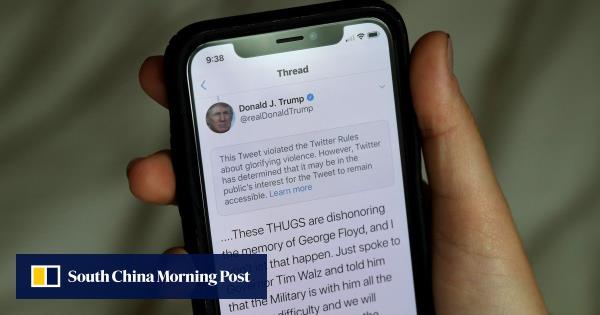 9:38
Thread
Donald J. Trump
@realDonaldTrump
This Tweet violated the Twitter Rules
about glorifying violence. However, Twitter
has determined that it may be in the
public's interest for the Tweet to remain
accessible. Learn more
....These THUGS are dishonoring
the memory of George Floyd, and I
let that happen. Just spoke to
Governor Tim Walz and told him
that the Military is with him all the
difficulty and we will
the
South China Morning Post